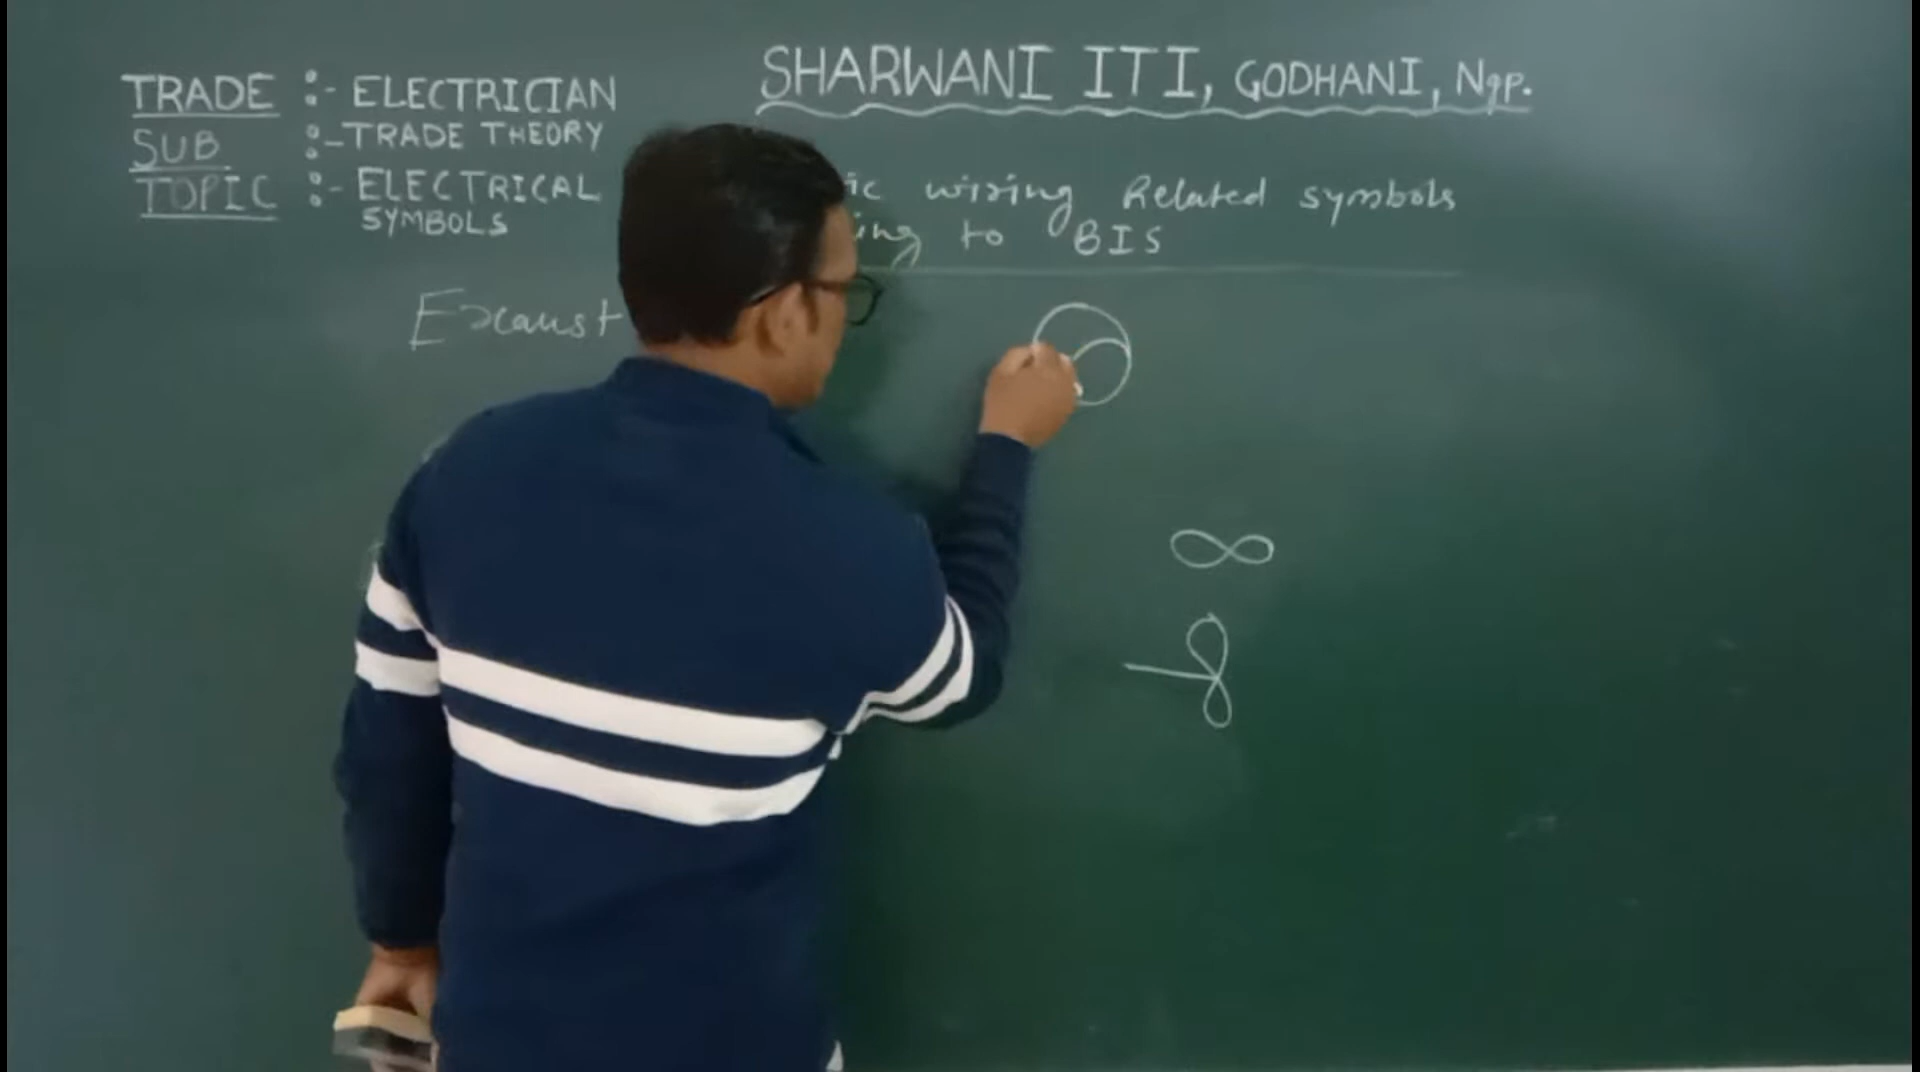 SHARWANI ITI, GODHANI, Ngp.
TRADE :- ELECTRICIAN
SUB :- TRADE THEORY
TOPIC :- ELECTRICAL
SYMBOLS
ic wiring Related symbols
ing to BIS
Excaust